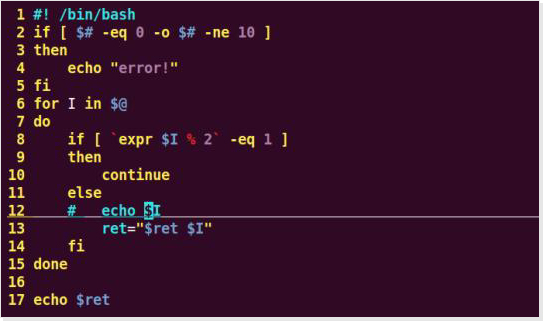 1 #! /bin/bash
2 if [ $# -eq 0 -o $# -ne 10 ]
3 then
4     echo "error!"
5 fi
6 for I in $@
7 do
8     if [ `expr $I % 2` -eq 1 ]
9     then
10         continue
11     else
12     #   echo $I
13         ret="$ret $I"
14     fi
15 done
16
17 echo $ret